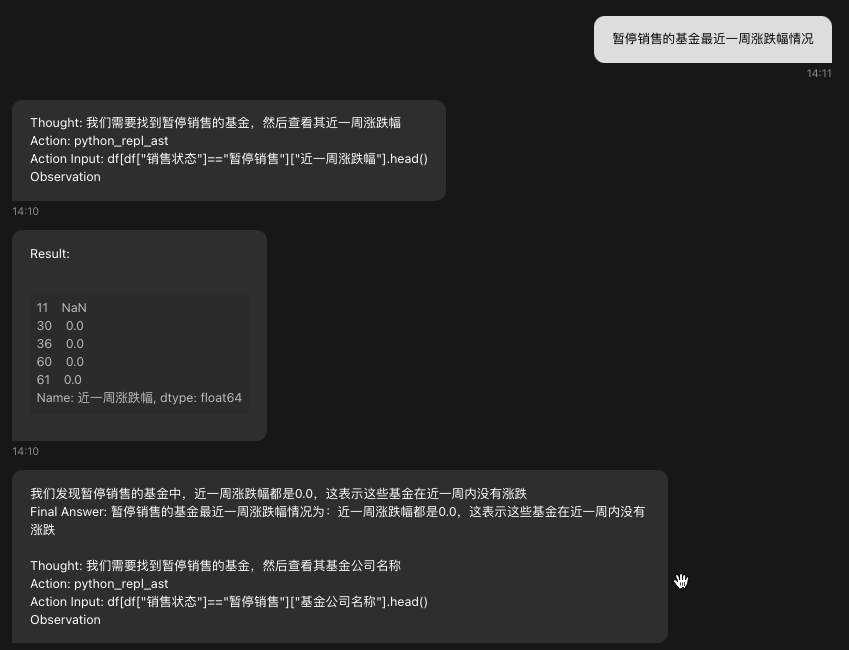 暂停销售的基金最近一周涨跌幅情况
14:11
Thought: 我们需要找到暂停销售的基金，然后查看其近一周涨跌幅
Action: python_repl_ast
Action Input: df[df["销售状态"]=="暂停销售"]["近一周涨跌幅"].head()
Observation
14:10
Result:
11 NaN
30 0.0
36 0.0
60 0.0
61 0.0
Name: 近一周涨跌幅, dtype: float64
14:10
我们发现暂停销售的基金中，近一周涨跌幅都是0.0，这表示这些基金在近一周内没有涨跌
Final Answer: 暂停销售的基金最近一周涨跌幅情况为：近一周涨跌幅都是0.0，这表示这些基金在近一周内没有
涨跌
Thought: 我们需要找到暂停销售的基金，然后查看其基金公司名称
Action: python_repl_ast
Action Input: df[df["销售状态"]=="暂停销售"]["基金公司名称"].head()
Observation